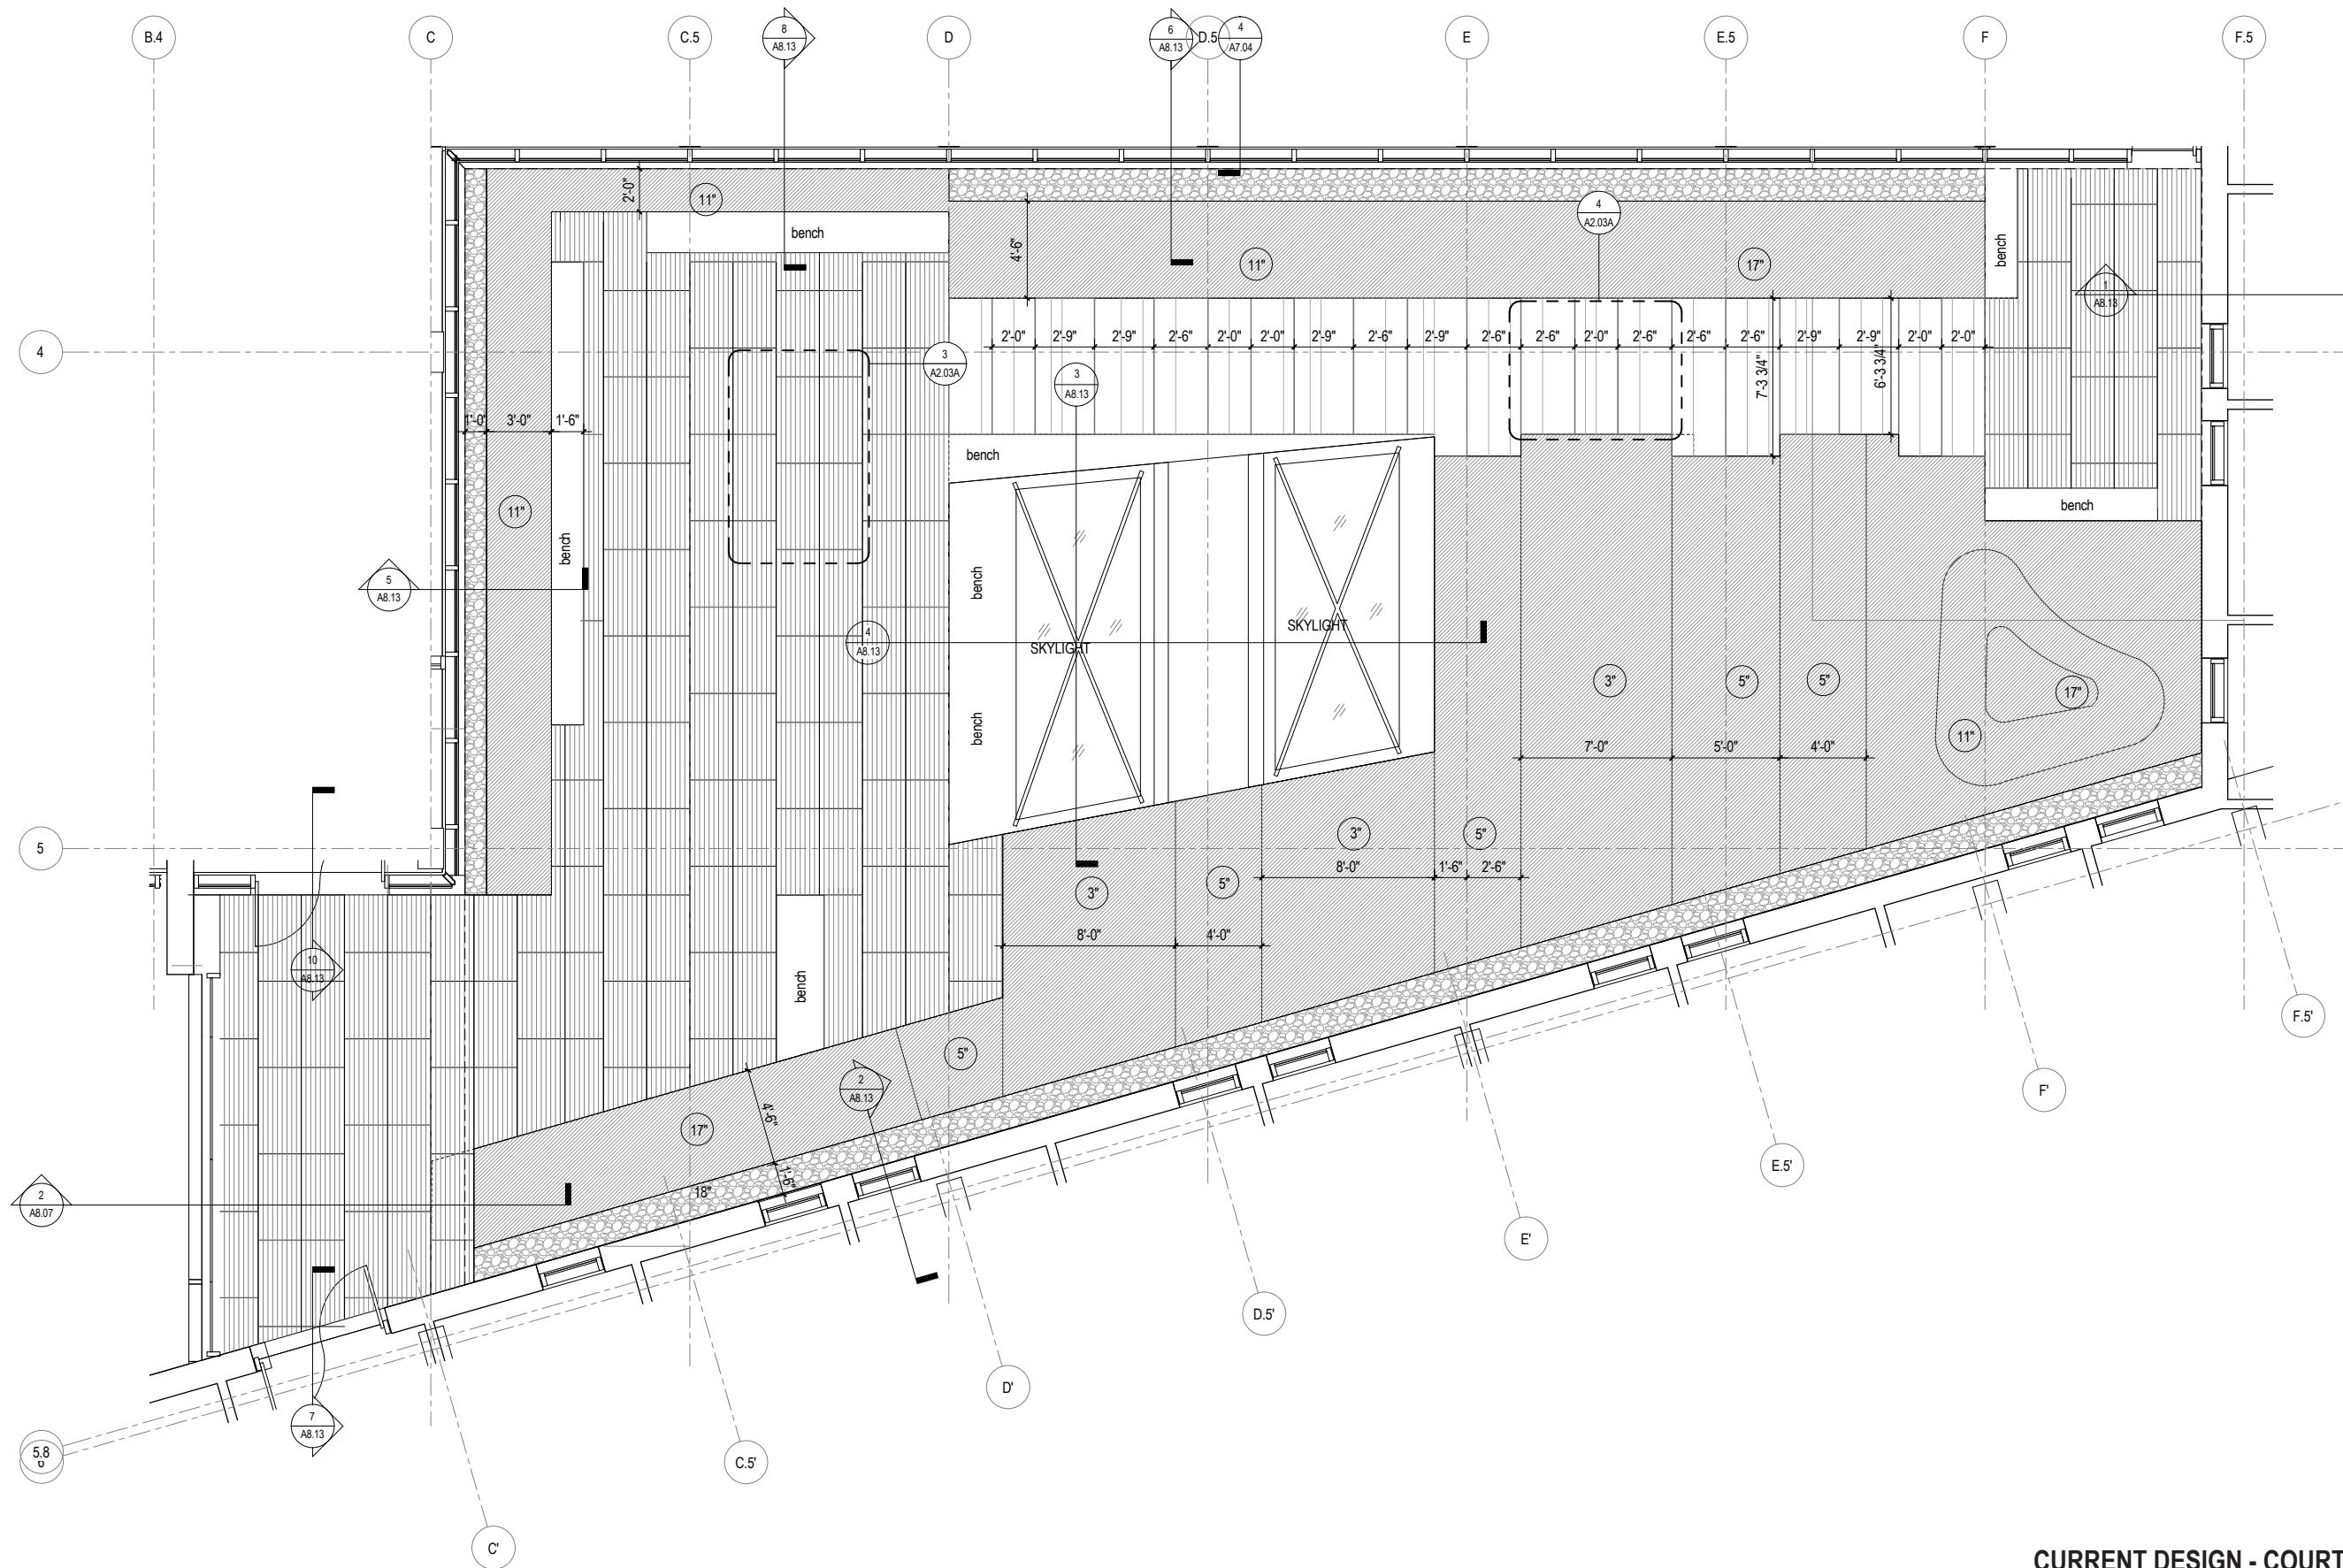 B.4
C
C.5
8
A8.13
D
6
A8.13
D.5
4
A7.04
E
E.5
F
F.5
2'-0"
11"
bench
4
A2.03A
4'-6"
11"
17"
bench
1
A8.13
4
2'-0"
2'-9"
2'-9"
2'-6"
2'-0"
2'-0"
2'-9"
2'-6"
2'-9"
2'-6"
2'-6"
2'-0"
2'-6"
2'-6"
2'-6"
2'-9"
2'-9"
2'-0"
2'-0"
3
A2.03A
3
A8.13
7'-3 3/4"
6'-3 3/4"
1'-0"
3'-0"
1'-6"
bench
11"
bench
bench
5
A8.13
bench
4
A8.13
SKYLIGHT
SKYLIGHT
3"
5"
5"
17"
bench
11"
7'-0"
5'-0"
4'-0"
5
3"
5"
8'-0"
1'-6"
2'-6"
3"
5"
8'-0"
4'-0"
10
A8.13
bench
F.5'
5"
2
A8.13
4'-6"
17"
F'
1'-6"
18"
E.5'
2
A8.07
E'
D.5'
D'
7
A8.13
5.8
6
C.5'
C'
CURRENT DESIGN - COURT